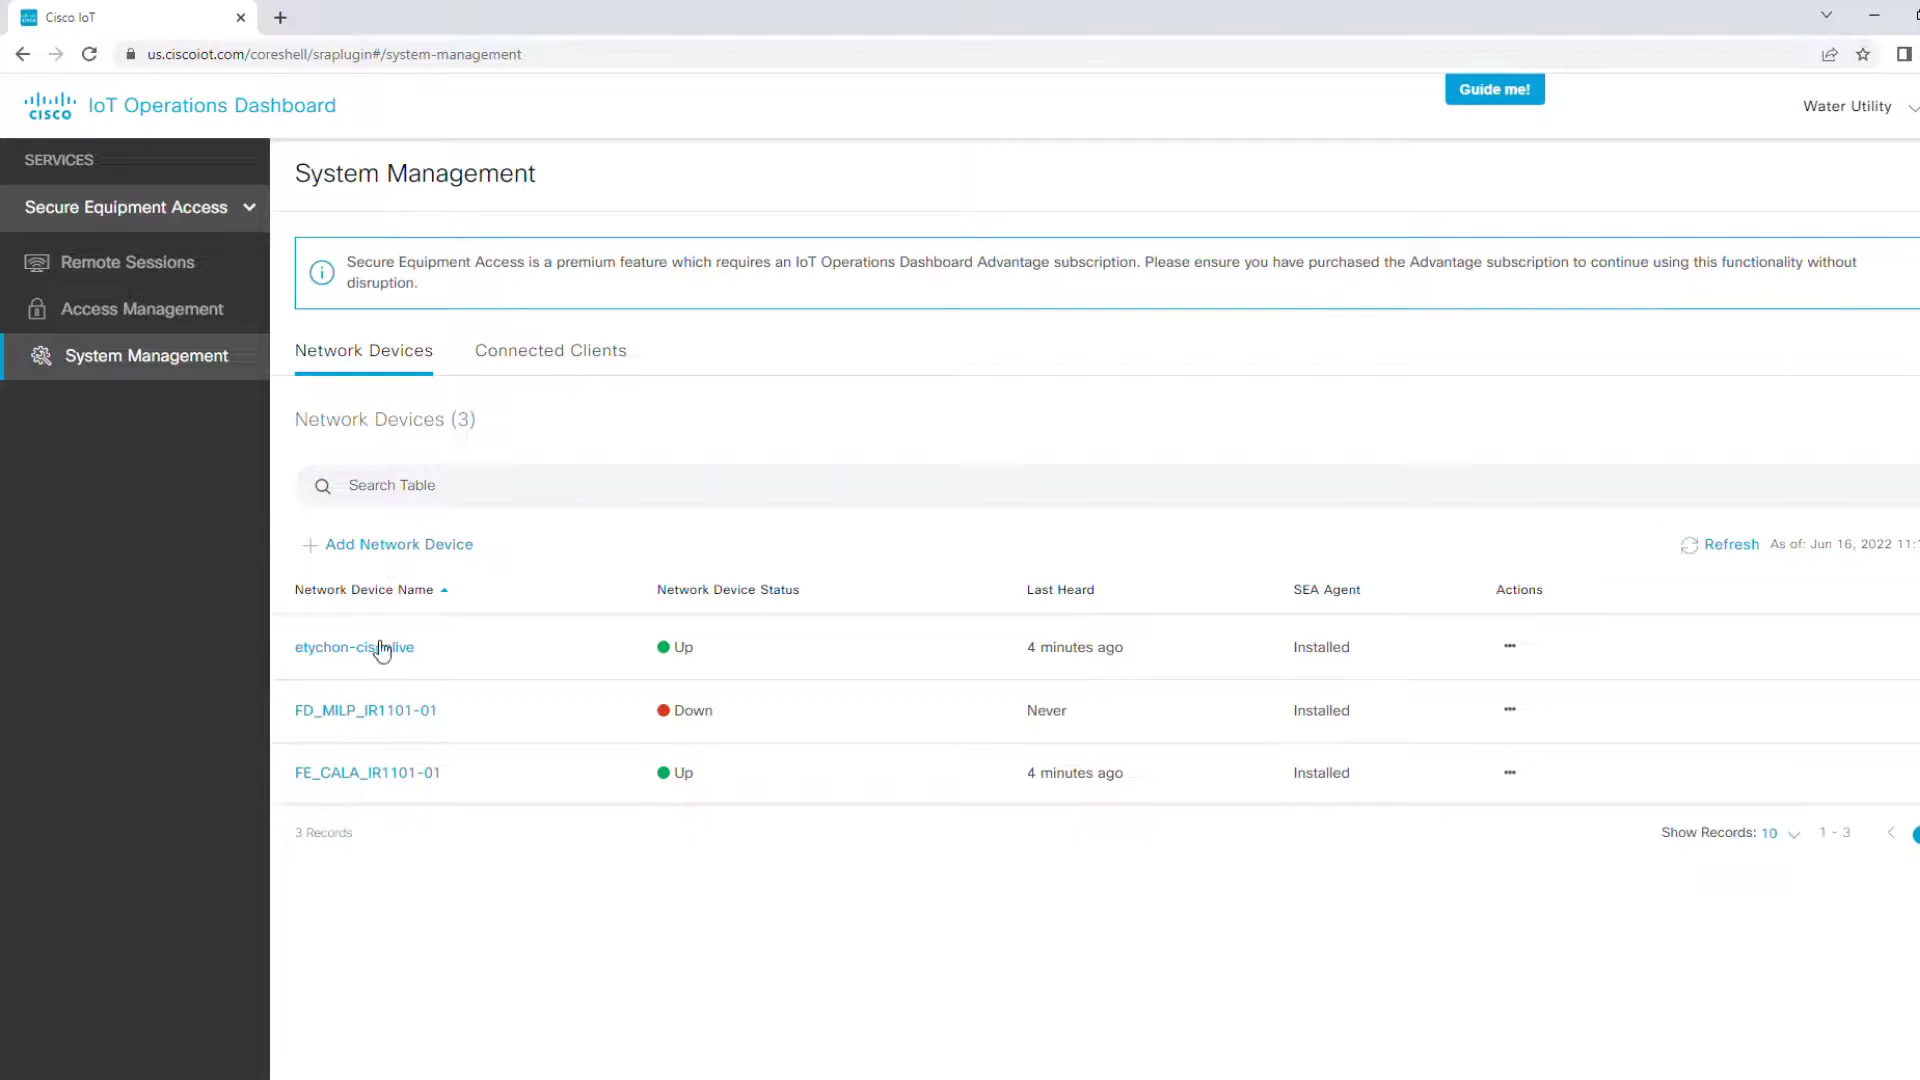 Cisco IoT
us.ciscoiot.com/coreshell/sraplugin#/system-management
CISCO IoT Operations Dashboard
Guide me!
Water Utility
SERVICES
Secure Equipment Access
Remote Sessions
Access Management
System Management
System Management
Secure Equipment Access is a premium feature which requires an IoT Operations Dashboard Advantage subscription. Please ensure you have purchased the Advantage subscription to continue using this functionality without
disruption.
Network Devices Connected Clients
Network Devices (3)
Search Table
Add Network Device
Refresh As of: Jun 16, 2022 11:
Network Device Name Network Device Status Last Heard SEA Agent Actions
Up 4 minutes ago Installed
FD_MILP_IR1101-01 Down Never Installed
FE_CALA_IR1101-01 Up 4 minutes ago Installed
3 Records
Show Records: 10 1 - 3